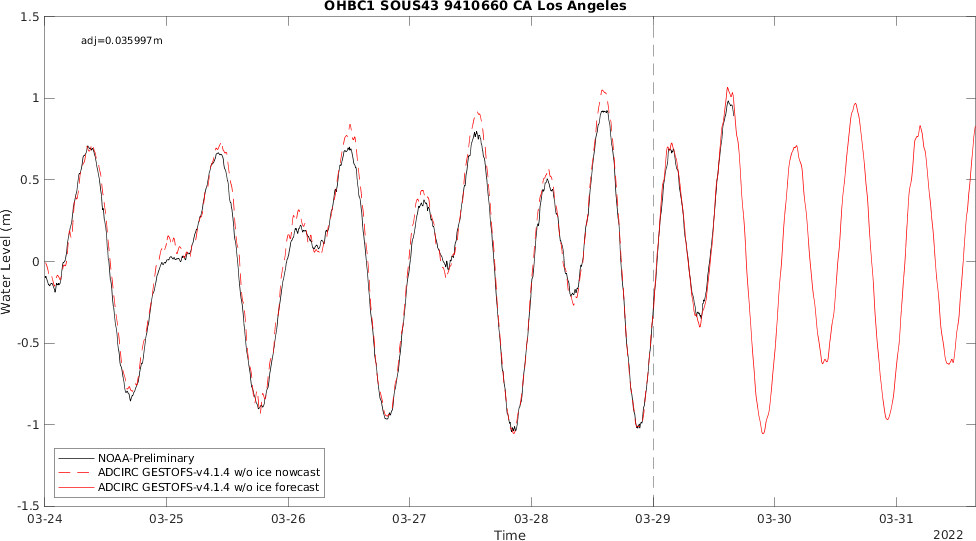 OHBC1 SOUS43 9410660 CA Los Angeles
1.5
adj=0.035997m
1
0.5
0
-0.5
-1
-1.5
Water Level (m)
NOAA-Preliminary
ADCIRC GESTOFS-v4.1.4 w/o ice nowcast
ADCIRC GESTOFS-v4.1.4 w/o ice forecast
03-24 03-25 03-26 03-27 03-28 03-29 03-30 03-31
Time
2022